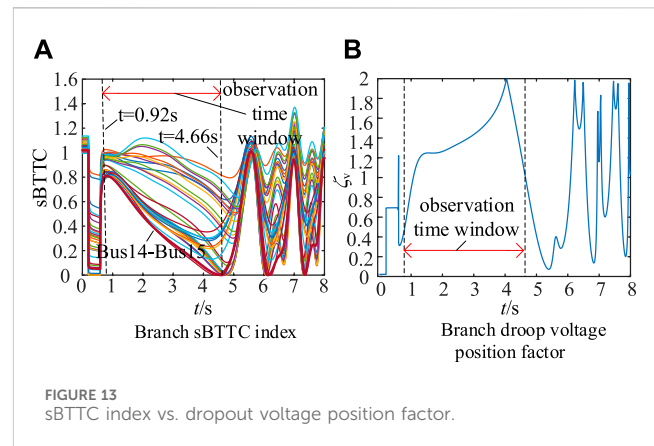 A
B
1.6
1.4
1.2
1
0.8
0.6
0.4
0.2
0
sBTTC
t=0.92s
observation
time
window
t=4.66s
Bus14-Bus15
0 1 2 3 4 5 6 7 8
t/s
Branch sBTTC index
2
1.8
1.6
1.4
1.2
1
0.8
0.6
0.4
0.2
0
ζv
observation
time window
0 1 2 3 4 5 6 7 8
t/s
Branch droop voltage
position factor
FIGURE 13
sBTTC index vs. dropout voltage position factor.